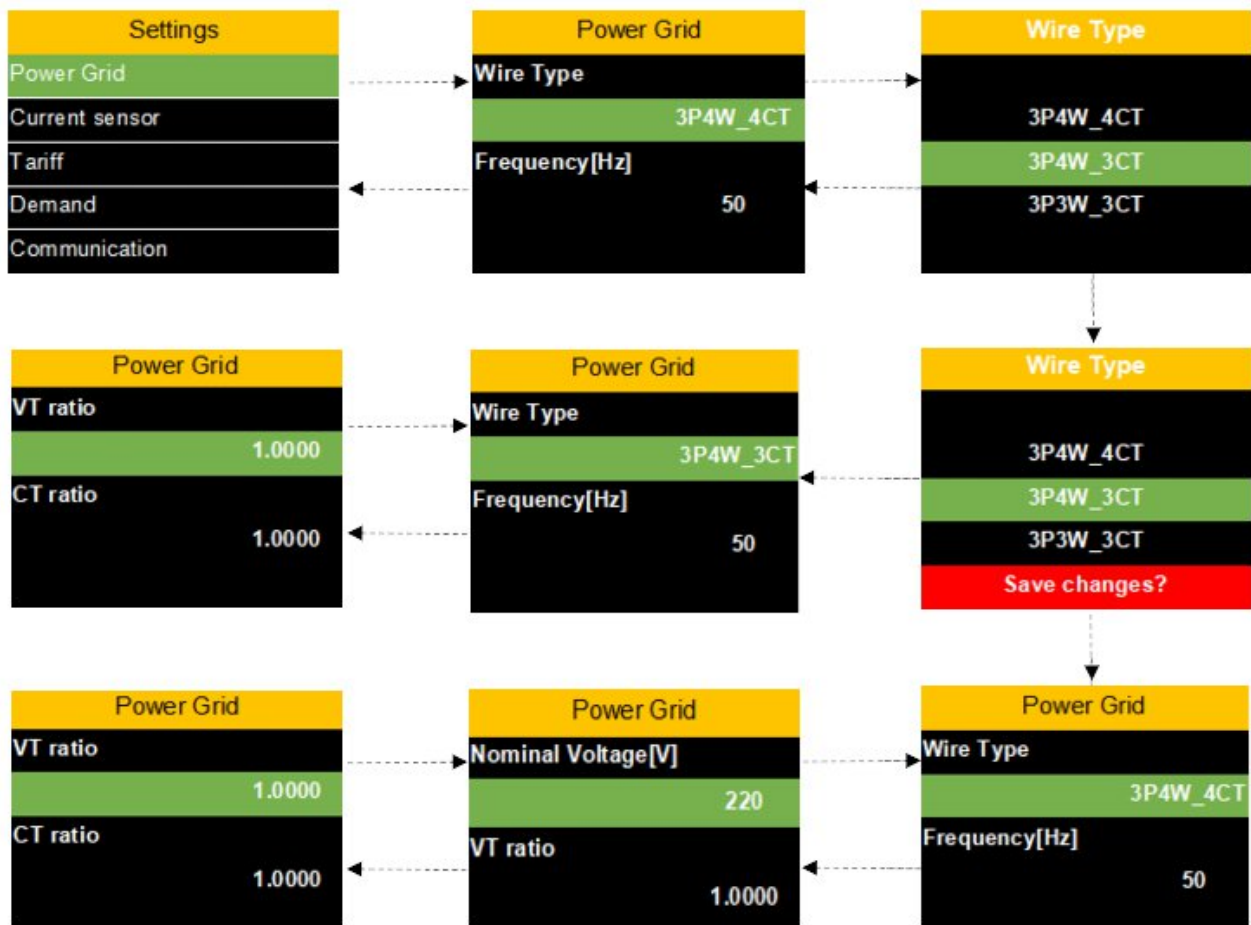 Settings
Power Grid
Current sensor
Tariff
Demand
Communication
Power Grid
Wire Type
3P4W_4CT
Frequency[Hz]
50
Wire Type
3P4W_4CT
3P4W_3CT
3P3W_3CT
Power Grid
VT ratio
1.0000
CT ratio
1.0000
Power Grid
Wire Type
3P4W_3CT
Frequency[Hz]
50
Wire Type
3P4W_4CT
3P4W_3CT
3P3W_3CT
Save changes?
Power Grid
VT ratio
1.0000
CT ratio
1.0000
Power Grid
Nominal Voltage[V]
220
VT ratio
1.0000
Power Grid
Wire Type
3P4W_4CT
Frequency[Hz]
50